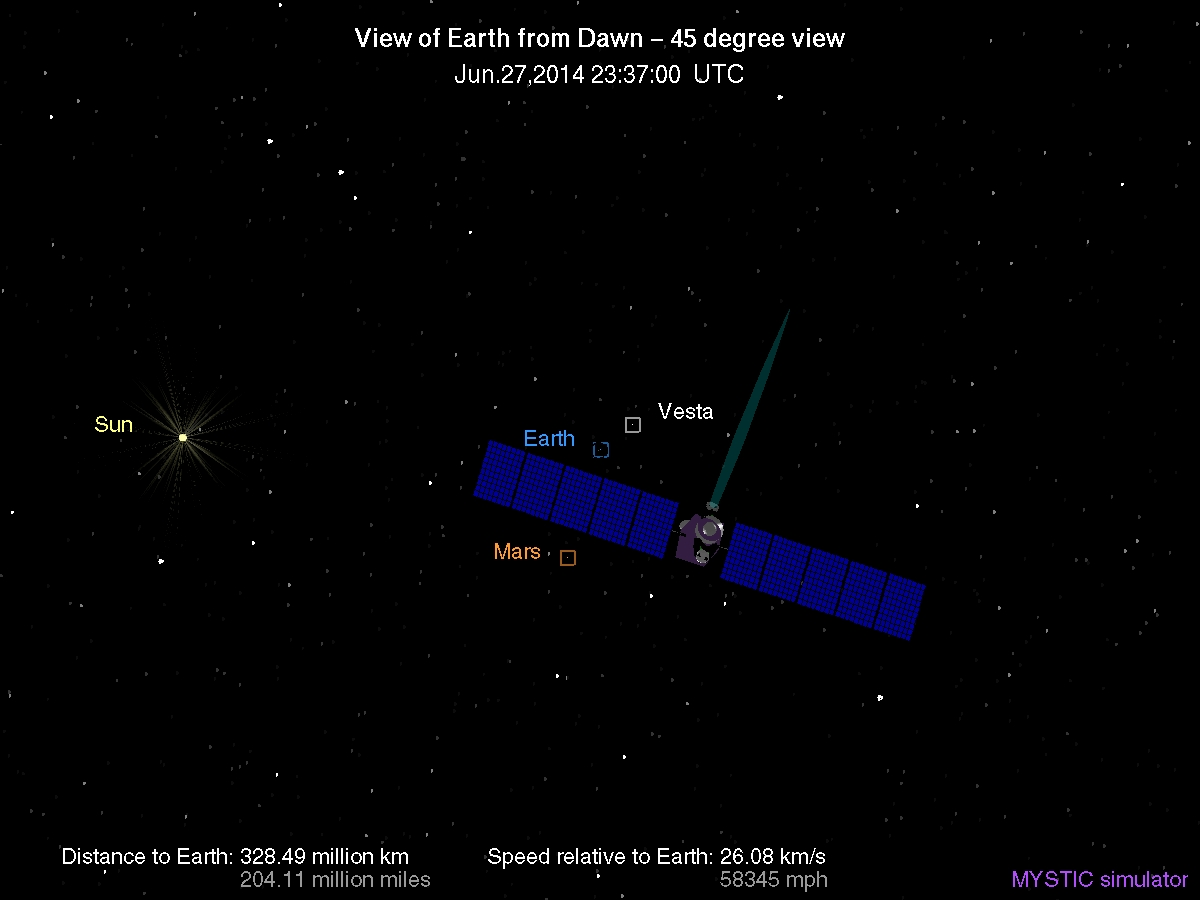 View of Earth from Dawn – 45 degree view
Jun.27,2014 23:37:00 UTC
Vesta
Sun
Earth
Mars
Distance to Earth: 328.49 million km
204.11 million miles
Speed relative to Earth: 26.08 km/s
58345 mph
MYSTIC simulator